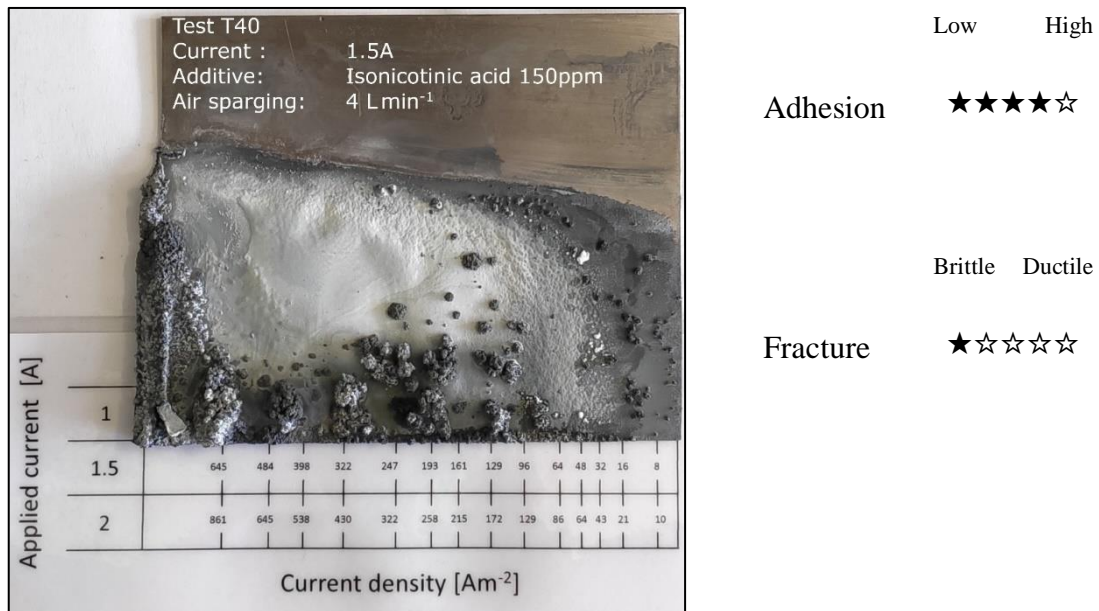 Test T40
Current : 1.5A
Additive: Isonicotinic acid 150ppm
Air sparging: 4 Lmin⁻¹
Low High
Adhesion ★★★★☆
Brittle Ductile
Fracture ★☆☆☆☆
Applied current [A]
1
1.5 645 484 398 322 247 193 161 129 96 64 48 32 16 8
2 861 645 538 430 322 258 215 172 129 86 64 43 21 10
Current density [Am⁻²]